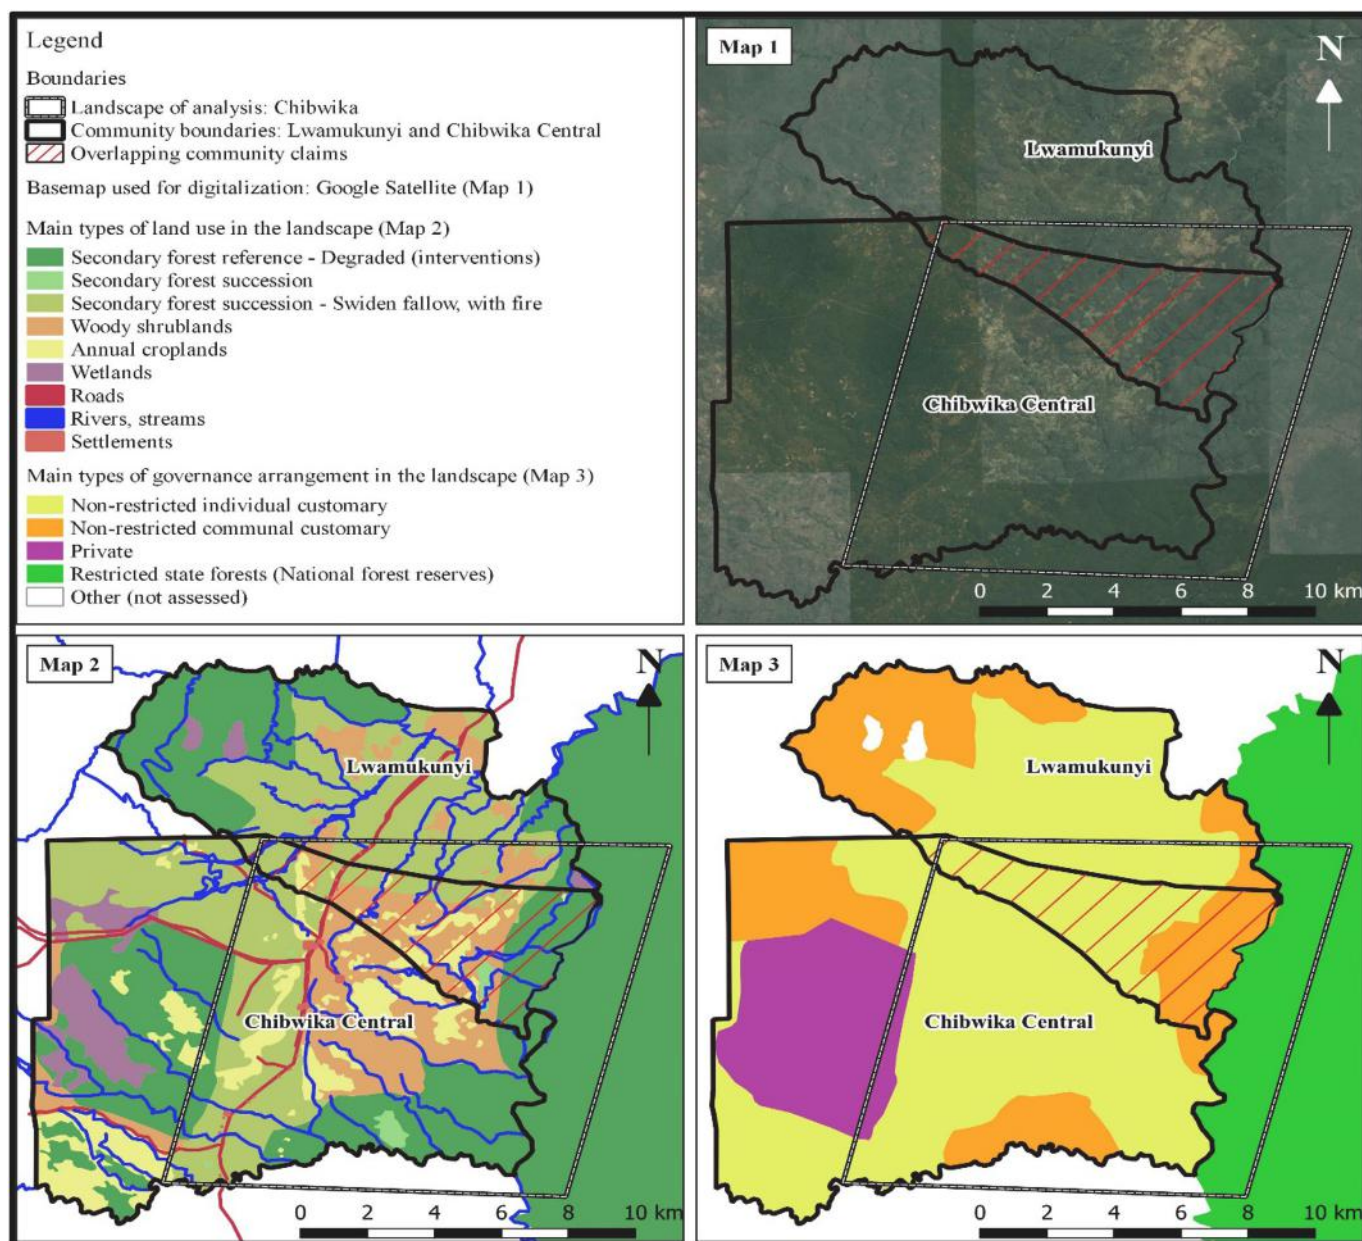 Legend
Boundaries
Landscape of analysis: Chibwika
Community boundaries: Lwamukunyi and Chibwika Central
Overlapping community claims
Basemap used for digitalization: Google Satellite (Map 1)
Main types of land use in the landscape (Map 2)
Secondary forest reference - Degraded (interventions)
Secondary forest succession
Secondary forest succession - Swiden fallow, with fire
Woody shrublands
Annual croplands
Wetlands
Roads
Rivers, streams
Settlements
Main types of governance arrangement in the landscape (Map 3)
Non-restricted individual customary
Non-restricted communal customary
Private
Restricted state forests (National forest reserves)
Other (not assessed)
Map 1
N
Lwamukunyi
Chibwika Central
0 2 4 6 8 10 km
Map 2
N
Lwamukunyi
Chibwika Central
0 2 4 6 8 10 km
Map 3
N
Lwamukunyi
Chibwika Central
0 2 4 6 8 10 km